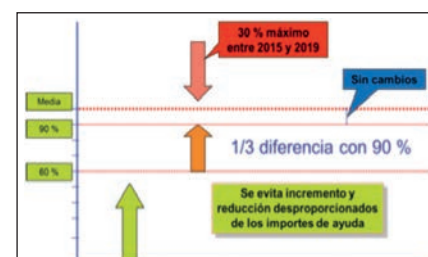 30 % máximo
entre 2015 y 2019
Sin cambios
Media
90 %
1/3 diferencia con 90 %
60 %
Se evita incremento y
reducción desproporcionados
de los importes de ayuda